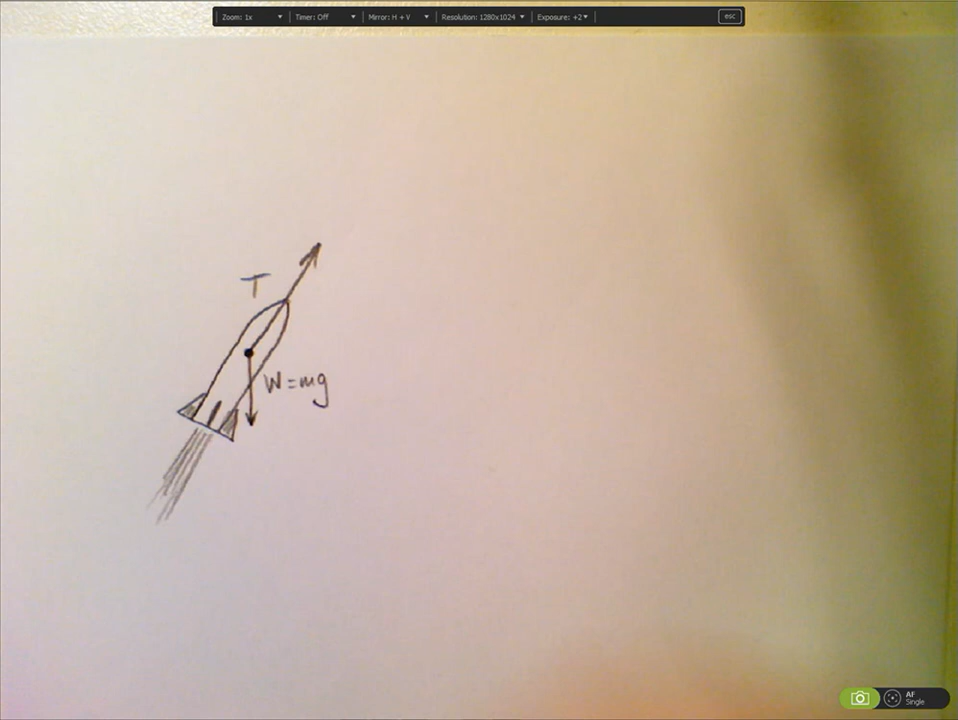 Zoom: 1x Timer: Off Mirror: H + V Resolution: 1280x1024 Exposure: +2 esc
T
W=mg
AF
Single